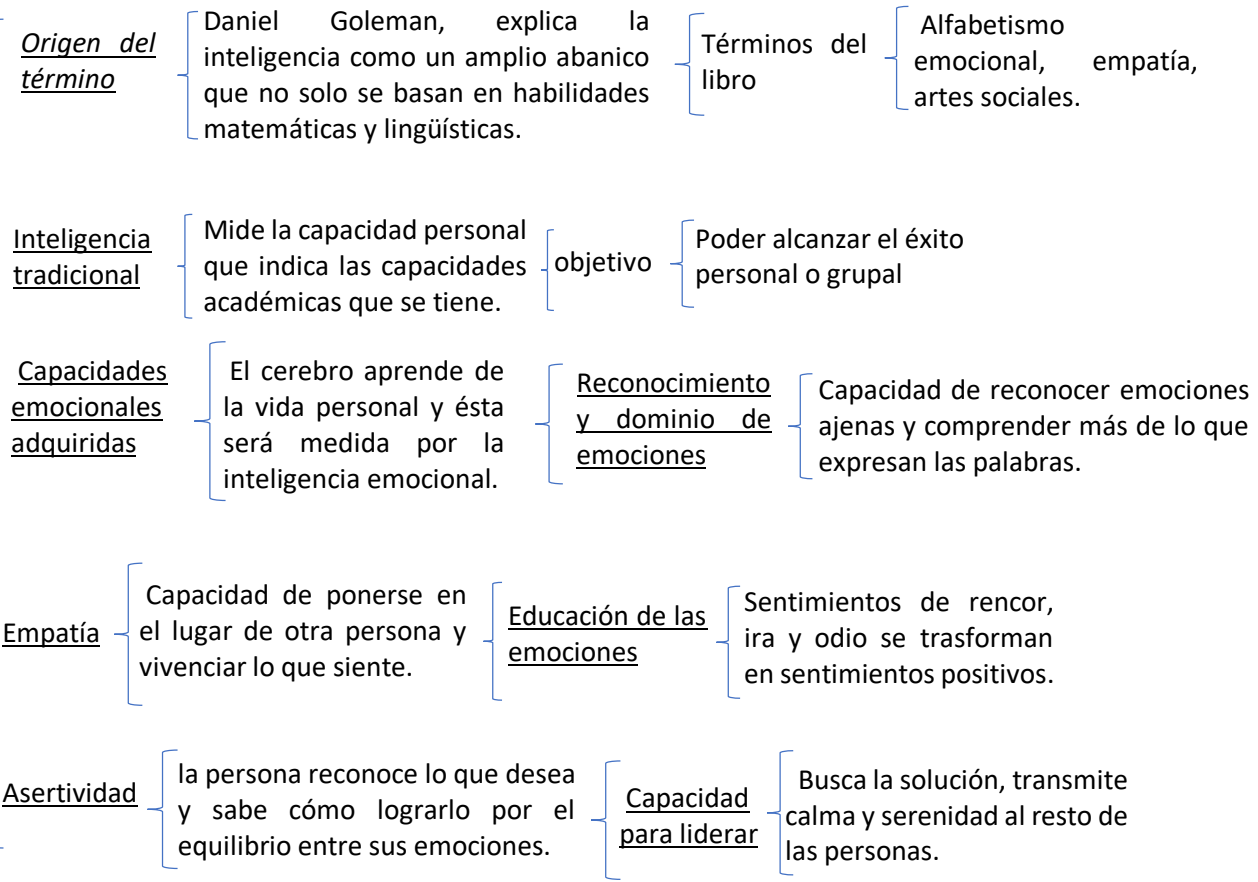 Origen del
término
Daniel Goleman, explica la
inteligencia como un amplio abanico
que no solo se basan en habilidades
matemáticas y lingüísticas.
Términos del
libro
Alfabetismo
emocional, empatía,
artes sociales.
Inteligencia
tradicional
Mide la capacidad personal
que indica las capacidades
académicas que se tiene.
objetivo
Poder alcanzar el éxito
personal o grupal
Capacidades
emocionales
adquiridas
El cerebro aprende de
la vida personal y ésta
será medida por la
inteligencia emocional.
Reconocimiento
y dominio de
emociones
Capacidad de reconocer emociones
ajenas y comprender más de lo que
expresan las palabras.
Empatía
Capacidad de ponerse en
el lugar de otra persona y
vivenciar lo que siente.
Educación de las
emociones
Sentimientos de rencor,
ira y odio se trasforman
en sentimientos positivos.
Asertividad
la persona reconoce lo que desea
y sabe cómo lograrlo por el
equilibrio entre sus emociones.
Capacidad
para liderar
Busca la solución, transmite
calma y serenidad al resto de
las personas.